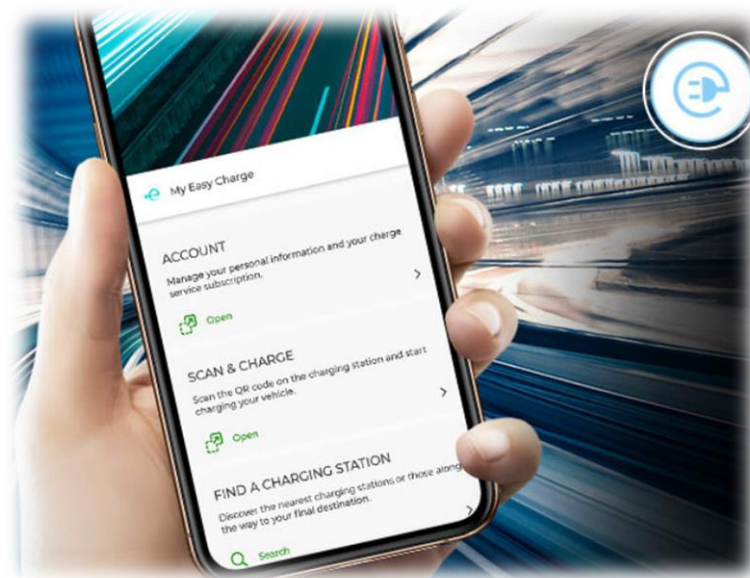 My Easy Charge
ACCOUNT
Manage your personal information and your charge
service subscription.
Open
SCAN & CHARGE
Scan the QR code on the charging station and start
charging your vehicle.
Open
FIND A CHARGING STATION
Discover the nearest charging stations or those along
the way to your final destination.
Search